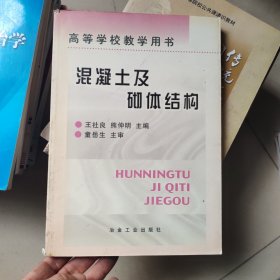 高等学校教学用书
混凝土及
砌体结构
王社良 熊仲明 主编
童岳生 主审
HUNNINGTU
JI QITI
JIEGOU
冶金工业出版社